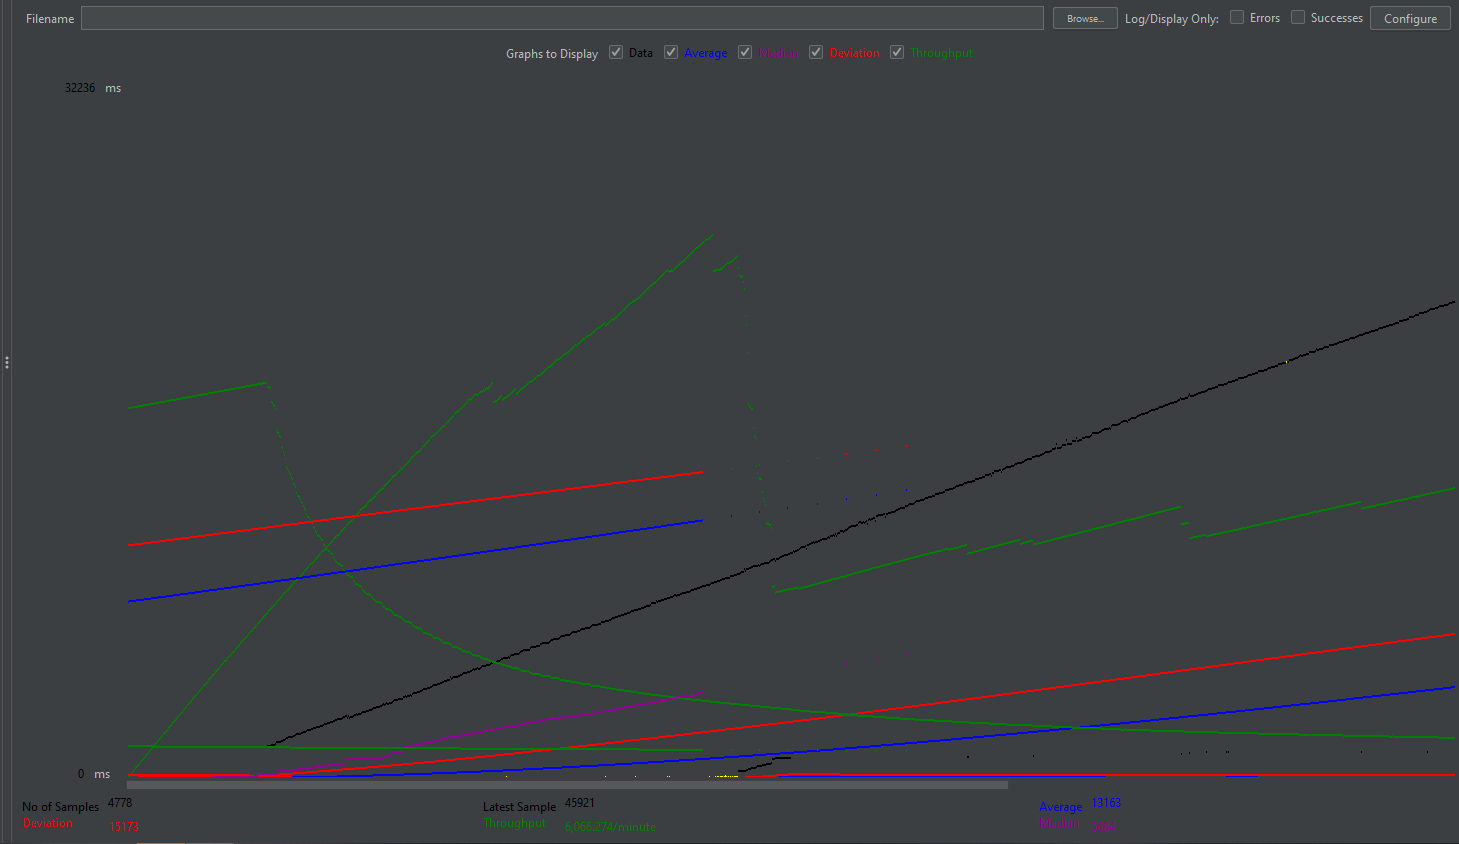 Filename Browse... Log/Display Only: Errors Successes Configure
Graphs to Display Data Average Median Deviation Throughput
32236 ms
0 ms
No of Samples 4778 Latest Sample 45921 Average 13163
Deviation 15173 Throughput 6,066.274/minute Median